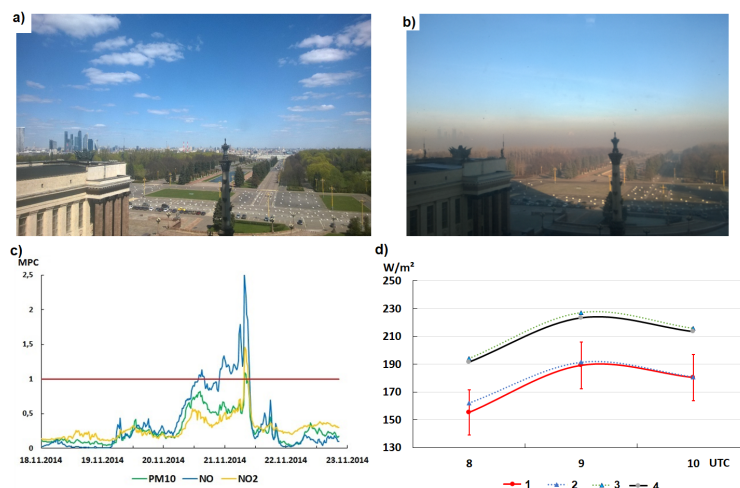 a)
b)
c)
MPC
2,5
2
1,5
1
0,5
0
18.11.2014 19.11.2014 20.11.2014 21.11.2014 22.11.2014 23.11.2014
PM10 NO NO2
d)
W/m²
250
230
210
190
170
150
130
8 9 10 UTC
1 2 3 4